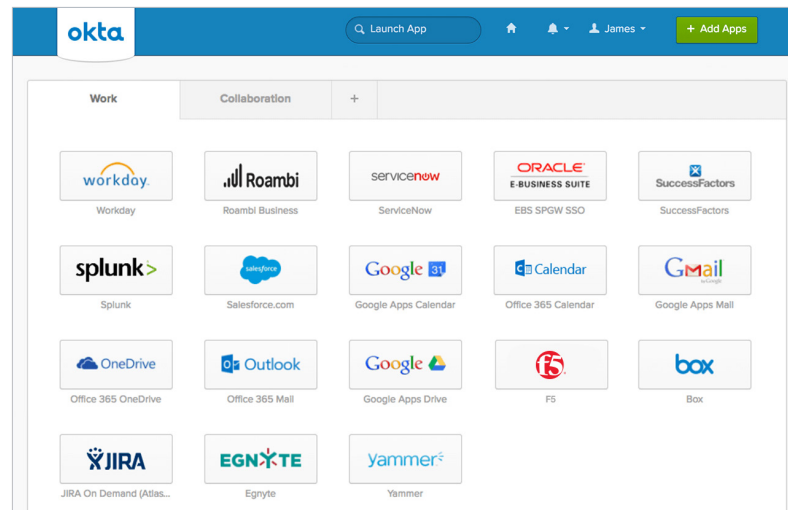 okta
Launch App
James
+ Add Apps
Work
Collaboration
+
workday.
Roambi
servicenow
ORACLE
E-BUSINESS SUITE
SuccessFactors
Workday
Roambi Business
ServiceNow
EBS SPGW SSO
SuccessFactors
splunk>
salesforce
Google 31
Calendar
Gmail
by Google
Splunk
Salesforce.com
Google Apps Calendar
Office 365 Calendar
Google Apps Mail
OneDrive
Outlook
Google
f5
box
Office 365 OneDrive
Office 365 Mail
Google Apps Drive
F5
Box
JIRA
EGNYTE
yammer
JIRA On Demand (Atlas...
Egnyte
Yammer